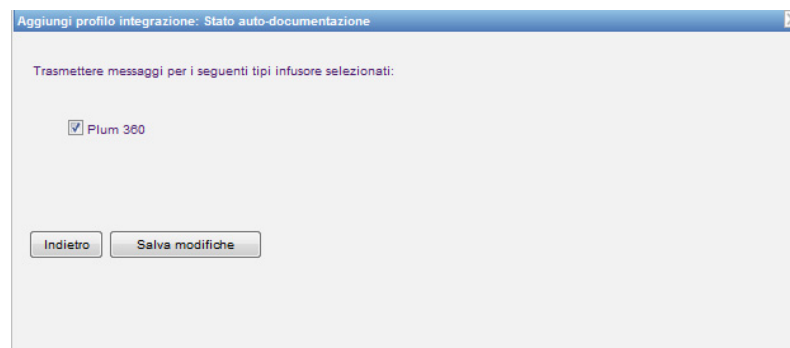 Aggiungi profilo integrazione: Stato auto-documentazione
Trasmettere messaggi per i seguenti tipi infusore selezionati:
Plum 360
Indietro Salva modifiche